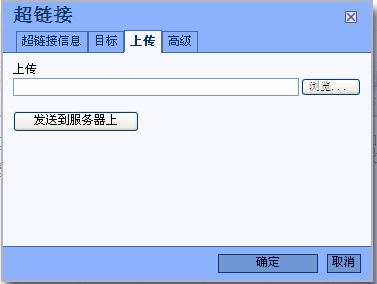 超链接
超链接信息 目标 上传 高级
上传
浏览...
发送到服务器上
确定 取消